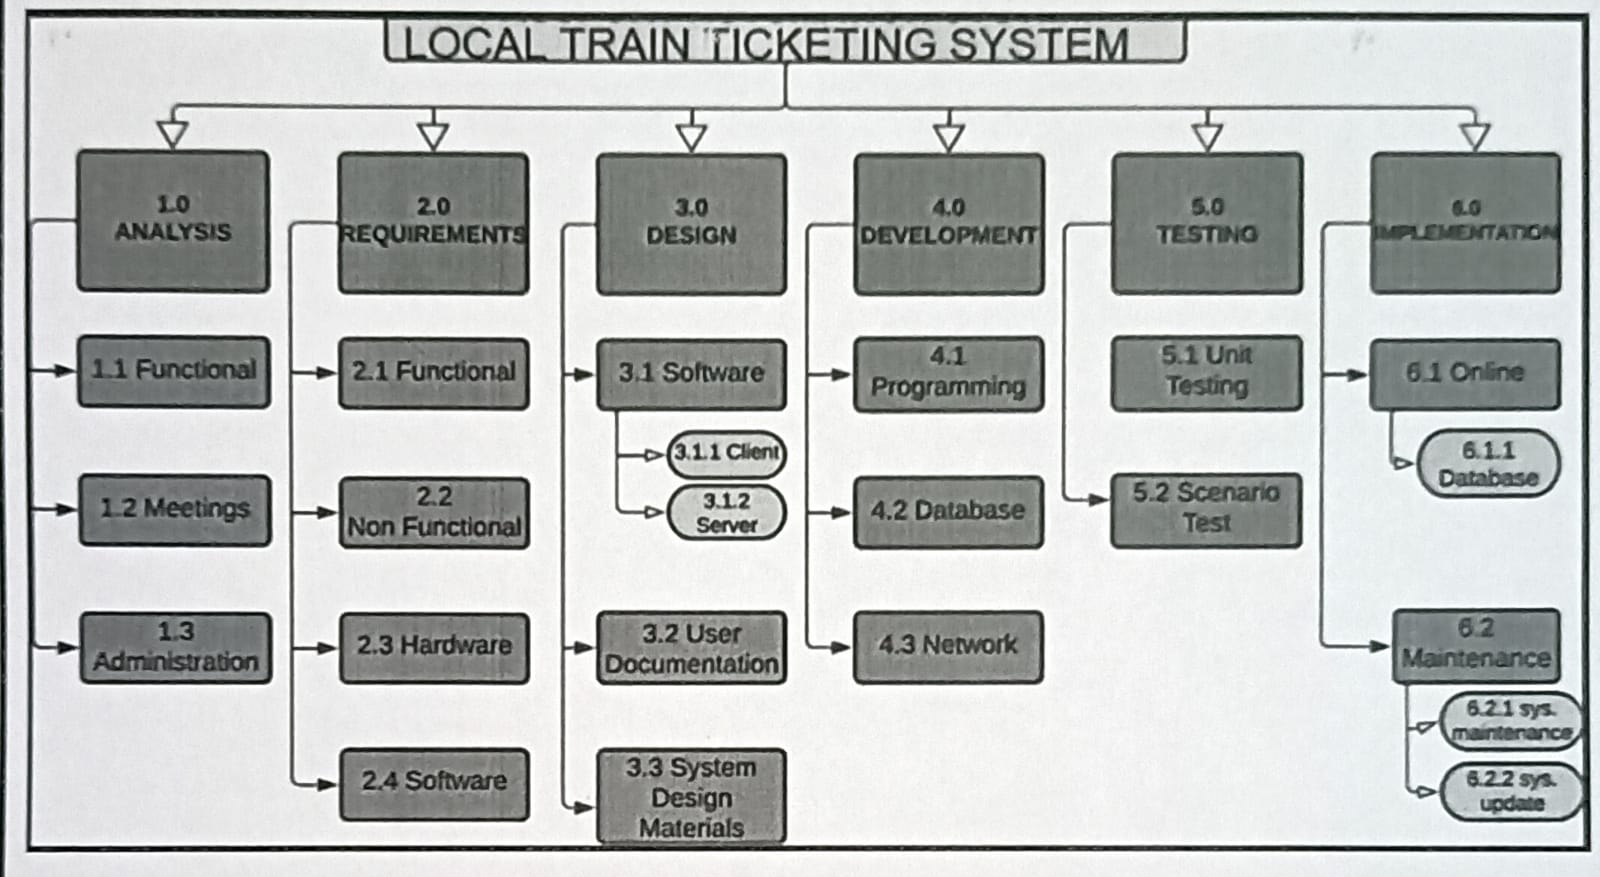 LOCAL TRAIN TICKETING SYSTEM
1.0
ANALYSIS
1.1 Functional
1.2 Meetings
1.3
Administration
2.0
REQUIREMENTS
2.1 Functional
2.2
Non Functional
2.3 Hardware
2.4 Software
3.0
DESIGN
3.1 Software
3.1.1 Client
3.1.2
Server
3.2 User
Documentation
3.3 System
Design
Materials
4.0
DEVELOPMENT
4.1
Programming
4.2 Database
4.3 Network
5.0
TESTING
5.1 Unit
Testing
5.2 Scenario
Test
6.0
IMPLEMENTATION
6.1 Online
6.1.1
Database
6.2
Maintenance
6.2.1 sys.
maintenance
6.2.2 sys.
update